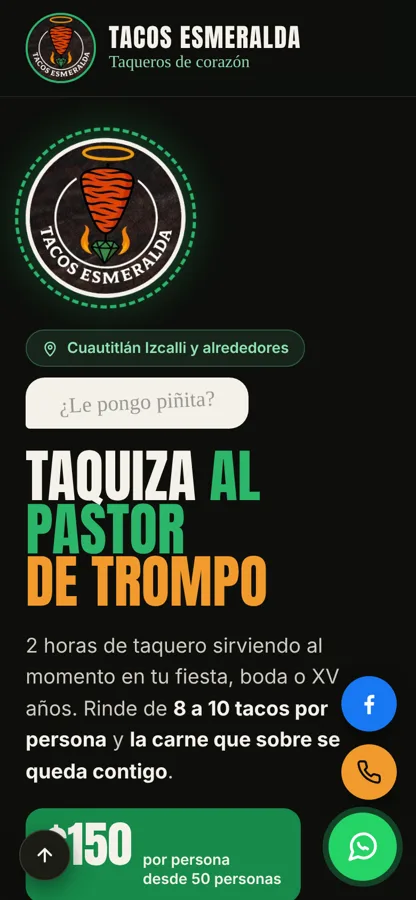 TACOS ESMERALDA
TACOS ESMERALDA
Taqueros de corazón
TACOS ESMERALDA
Cuautitlán Izcalli y alrededores
¿Le pongo piñita?
TAQUIZA AL
PASTOR
DE TROMPO
2 horas de taquero sirviendo al
momento en tu fiesta, boda o XV
años. Rinde de 8 a 10 tacos por
persona y la carne que sobre se
queda contigo.
$150
por persona
desde 50 personas